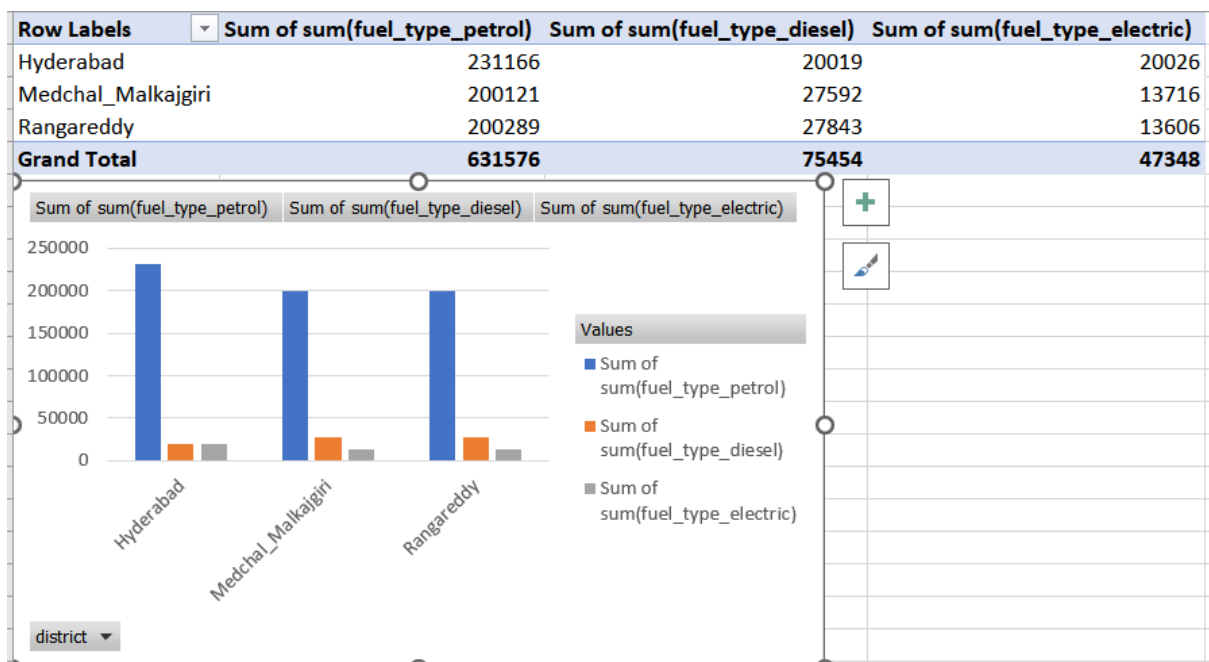 Row Labels Sum of sum(fuel_type_petrol) Sum of sum(fuel_type_diesel) Sum of sum(fuel_type_electric)
Hyderabad 231166 20019 20026
Medchal_Malkajgiri 200121 27592 13716
Rangareddy 200289 27843 13606
Grand Total 631576 75454 47348
Sum of sum(fuel_type_petrol) Sum of sum(fuel_type_diesel) Sum of sum(fuel_type_electric)
250000
200000
150000
100000
50000
0
Hyderabad
Medchal_Malkajgiri
Rangareddy
Values
Sum of
sum(fuel_type_petrol)
Sum of
sum(fuel_type_diesel)
Sum of
sum(fuel_type_electric)
district